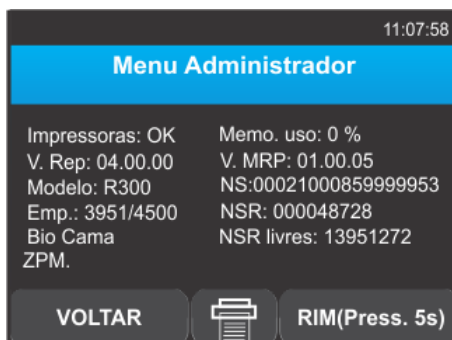 11:07:58
Menu Administrador
Impressoras: OK
V. Rep: 04.00.00
Modelo: R300
Emp.: 3951/4500
Bio Cama
ZPM.
Memo. uso: 0 %
V. MRP: 01.00.05
NS:00021000859999953
NSR: 000048728
NSR livres: 13951272
VOLTAR
RIM(Press. 5s)